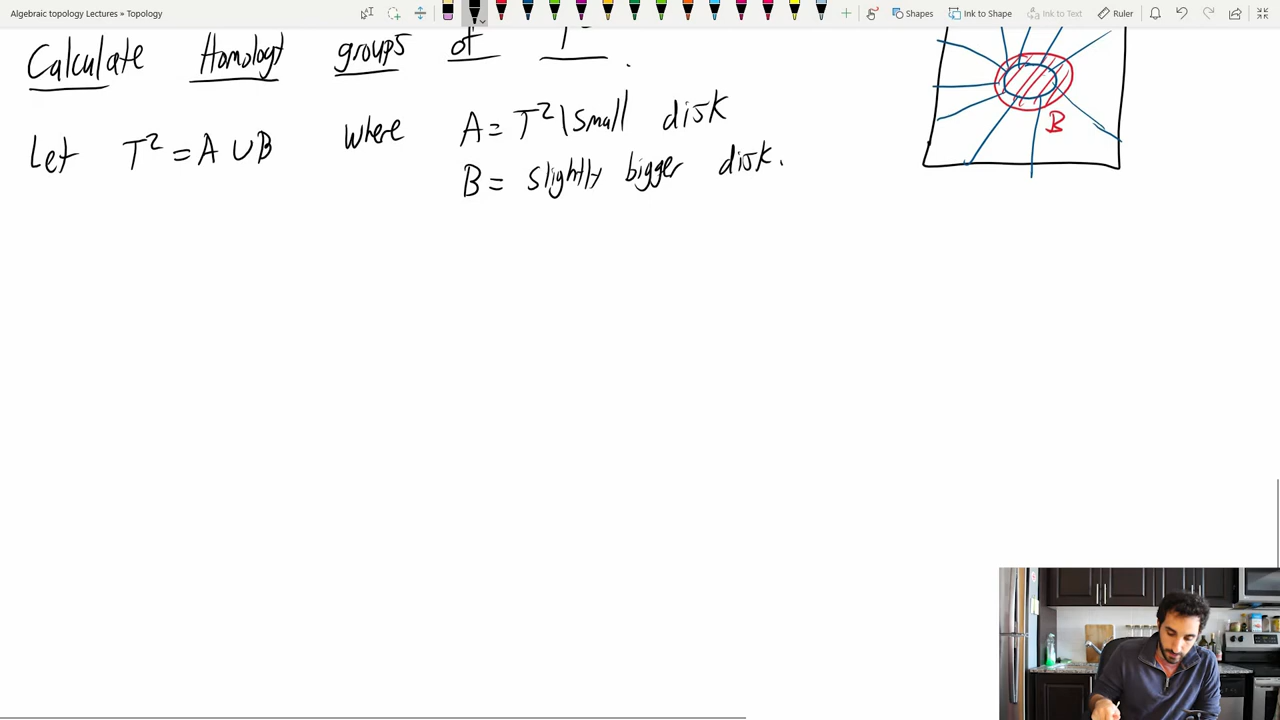 Algebraic topology Lectures - Topology
Shapes Ink to Shape Ink to Text Ruler
Calculate Homology groups of T².
Let T² = A ∪ B where A = T² \ small disk
B = slightly bigger disk.
B